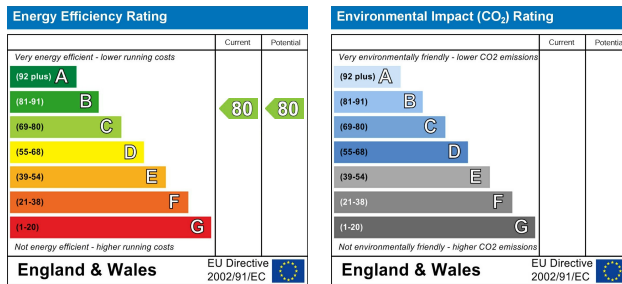 Energy Efficiency Rating
Current Potential
Very energy efficient - lower running costs
(92 plus) A
(81-91) B
(69-80) C
(55-68) D
(39-54) E
(21-38) F
(1-20) G
80 80
Not energy efficient - higher running costs
England & Wales
EU Directive
2002/91/EC
Environmental Impact (CO₂) Rating
Current Potential
Very environmentally friendly - lower CO2 emissions
(92 plus) A
(81-91) B
(69-80) C
(55-68) D
(39-54) E
(21-38) F
(1-20) G
Not environmentally friendly - higher CO2 emissions
England & Wales
EU Directive
2002/91/EC